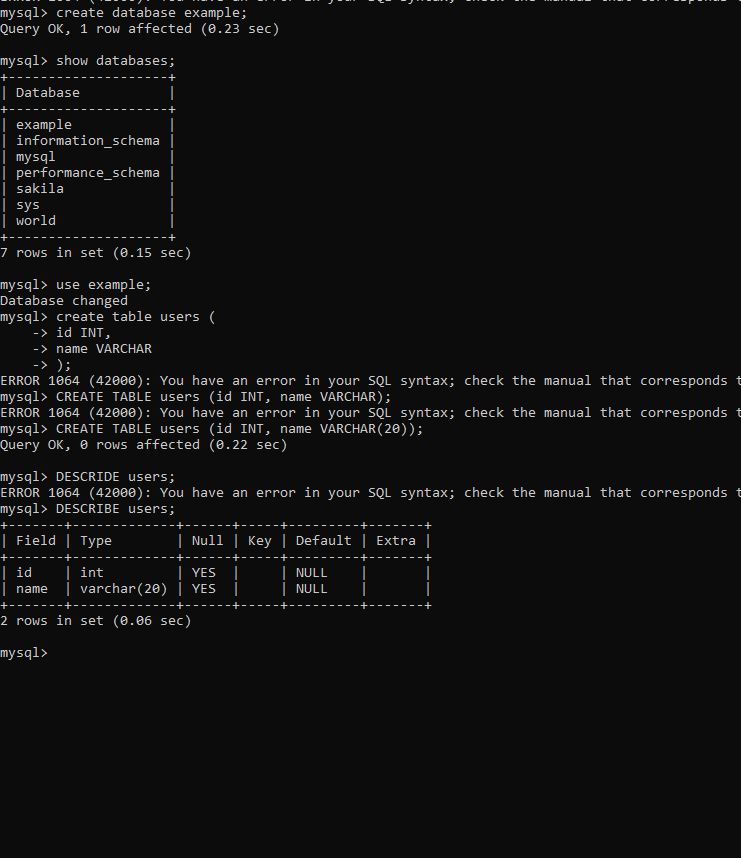 mysql> create database example;
Query OK, 1 row affected (0.23 sec)
mysql> show databases;
+--------------------+
| Database           |
+--------------------+
| example            |
| information_schema |
| mysql              |
| performance_schema |
| sakila             |
| sys                |
| world              |
+--------------------+
7 rows in set (0.15 sec)
mysql> use example;
Database changed
mysql> create table users (
    -> id INT,
    -> name VARCHAR
    -> );
ERROR 1064 (42000): You have an error in your SQL syntax; check the manual that corresponds t
mysql> CREATE TABLE users (id INT, name VARCHAR);
ERROR 1064 (42000): You have an error in your SQL syntax; check the manual that corresponds t
mysql> CREATE TABLE users (id INT, name VARCHAR(20));
Query OK, 0 rows affected (0.22 sec)
mysql> DESCRIDE users;
ERROR 1064 (42000): You have an error in your SQL syntax; check the manual that corresponds t
mysql> DESCRIBE users;
+-------+-------------+------+-----+---------+-------+
| Field | Type        | Null | Key | Default | Extra |
+-------+-------------+------+-----+---------+-------+
| id    | int         | YES  |     | NULL    |       |
| name  | varchar(20) | YES  |     | NULL    |       |
+-------+-------------+------+-----+---------+-------+
2 rows in set (0.06 sec)
mysql>